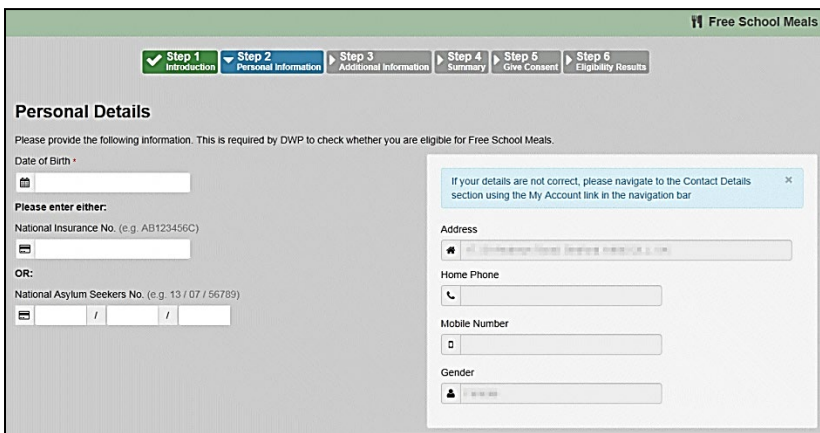 Free School Meals
Step 1
Introduction
Step 2
Personal Information
Step 3
Additional Information
Step 4
Summary
Step 5
Give Consent
Step 6
Eligibility Results
Personal Details
Please provide the following information. This is required by DWP to check whether you are eligible for Free School Meals.
Date of Birth *
Please enter either:
National Insurance No. (e.g. AB123456C)
OR:
National Asylum Seekers No. (e.g. 13 / 07 / 56789)
/ /
If your details are not correct, please navigate to the Contact Details
section using the My Account link in the navigation bar
×
Address
Home Phone
Mobile Number
Gender